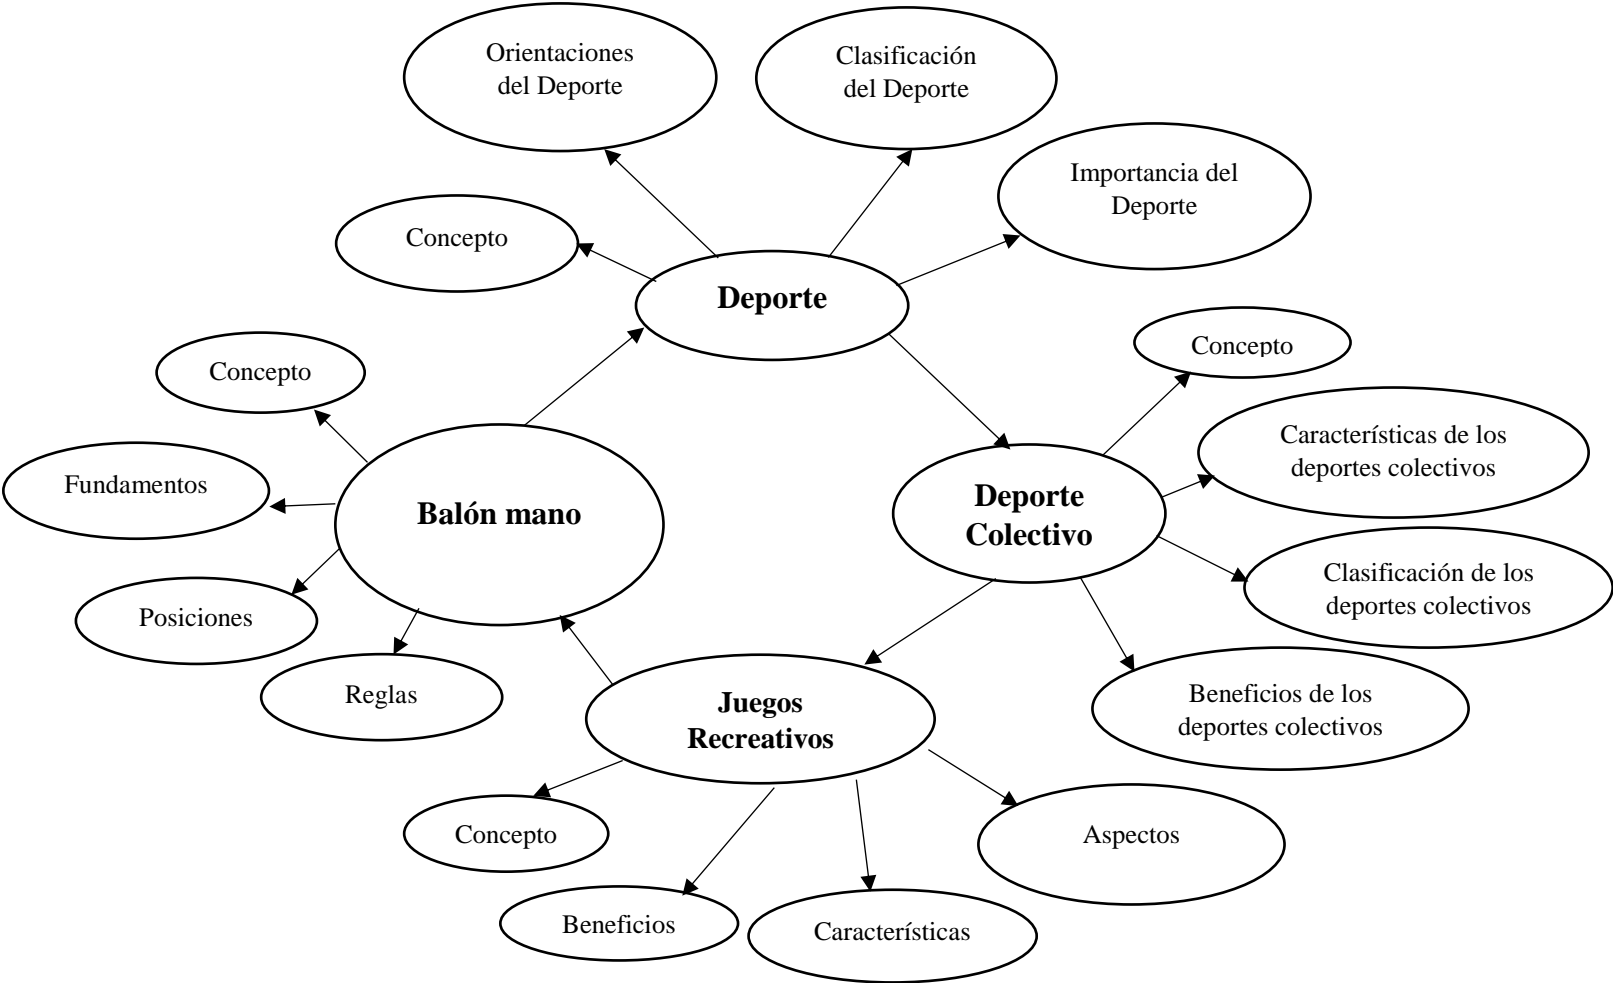 Orientaciones
del Deporte
Clasificación
del Deporte
Importancia del
Deporte
Concepto
Deporte
Concepto
Concepto
Características de los
deportes colectivos
Fundamentos
Balón mano
Deporte
Colectivo
Clasificación de los
deportes colectivos
Posiciones
Reglas
Juegos
Recreativos
Beneficios de los
deportes colectivos
Concepto
Aspectos
Beneficios
Características